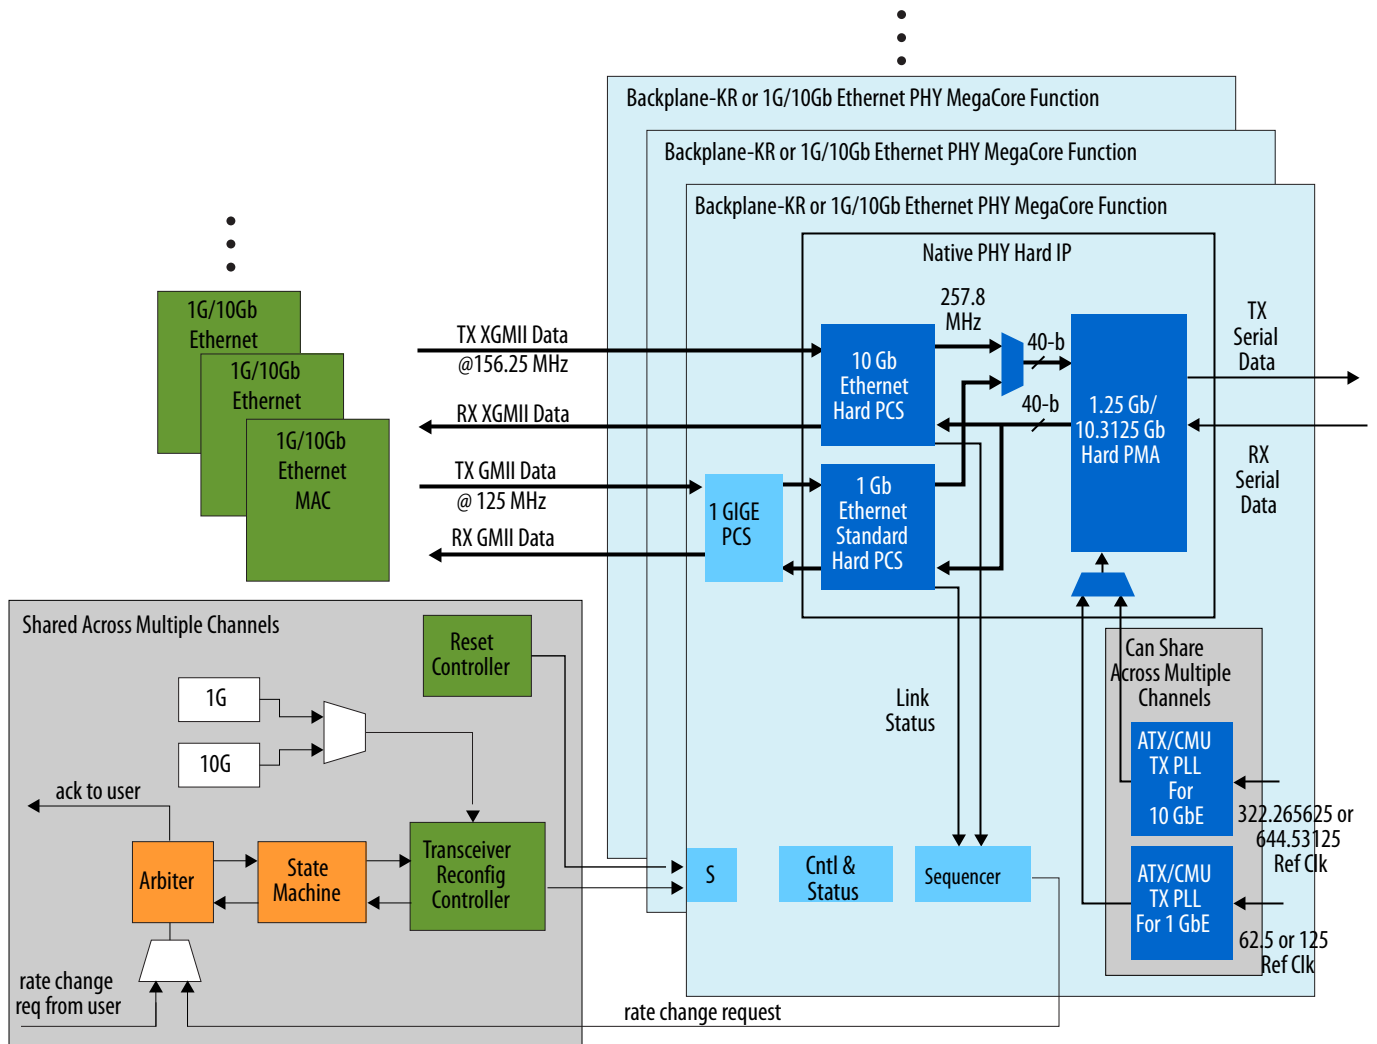 Backplane-KR or 1G/10Gb Ethernet PHY MegaCore Function
Backplane-KR or 1G/10Gb Ethernet PHY MegaCore Function
Backplane-KR or 1G/10Gb Ethernet PHY MegaCore Function
Native PHY Hard IP
1G/10Gb
Ethernet
1G/10Gb
Ethernet
1G/10Gb
Ethernet
MAC
TX XGMII Data
@156.25 MHz
RX XGMII Data
TX GMII Data
@ 125 MHz
RX GMII Data
1 GIGE
PCS
10 Gb
Ethernet
Hard PCS
1 Gb
Ethernet
Standard
Hard PCS
257.8
MHz
40-b
40-b
1.25 Gb/
10.3125 Gb
Hard PMA
TX
Serial
Data
RX
Serial
Data
Shared Across Multiple Channels
Reset
Controller
1G
10G
ack to user
Arbiter
State
Machine
Transceiver
Reconfig
Controller
rate change
req from user
rate change request
S
Cntl &
Status
Sequencer
Link
Status
Can Share
Across Multiple
Channels
ATX/CMU
TX PLL
For
10 GbE
322.265625 or
644.53125
Ref Clk
ATX/CMU
TX PLL
For 1 GbE
62.5 or 125
Ref Clk